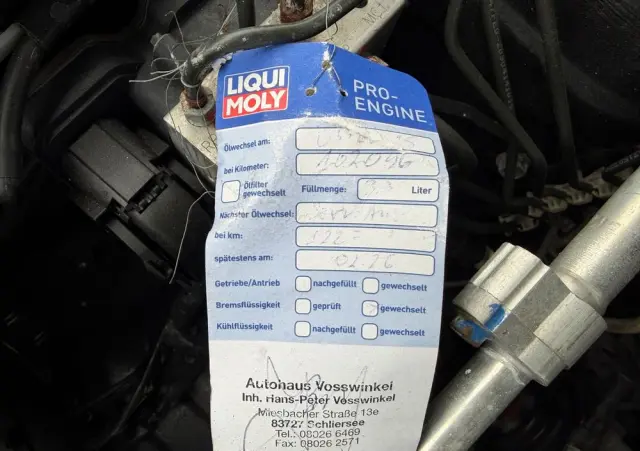 LIQUI
MOLY
PRO-
ENGINE
Ölwechsel am:
bei Kilometer: 202096
Ölfilter
gewechselt
Füllmenge: Liter
Nächster Ölwechsel:
bei km:
spätestens am: 02.26
Getriebe/Antrieb nachgefüllt gewechselt
Bremsflüssigkeit geprüft gewechselt
Kühlflüssigkeit nachgefüllt gewechselt
Autohaus Vosswinkel
Inh. Hans-Peter Vosswinkel
Miesbacher Straße 13e
83727 Schliersee
Tel.: 08026 6469
Fax: 08026 2571